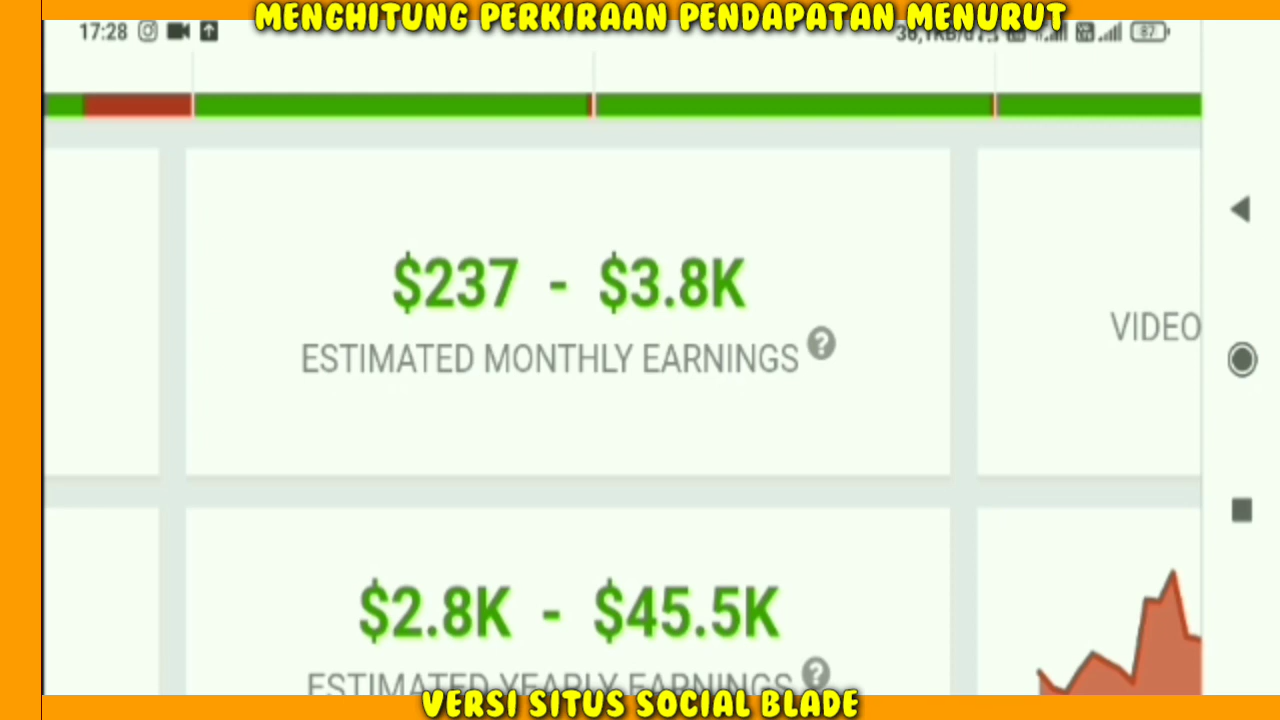 MENGHITUNG PERKIRAAN PENDAPATAN MENURUT
17:28
87
$237 - $3.8K
ESTIMATED MONTHLY EARNINGS ?
VIDEO
$2.8K - $45.5K
ESTIMATED YEARLY EARNINGS ?
VERSI SITUS SOCIAL BLADE